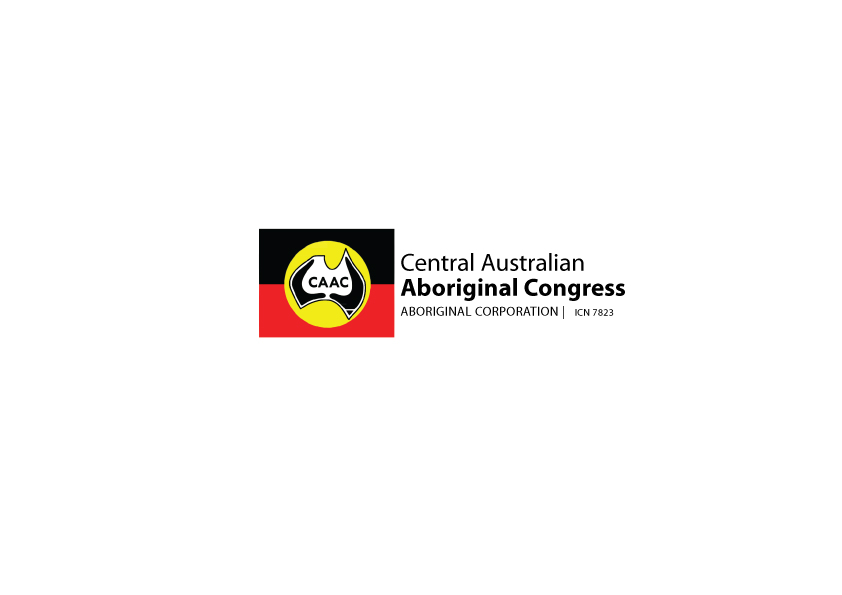 CAAC
Central Australian
Aboriginal Congress
ABORIGINAL CORPORATION | ICN 7823